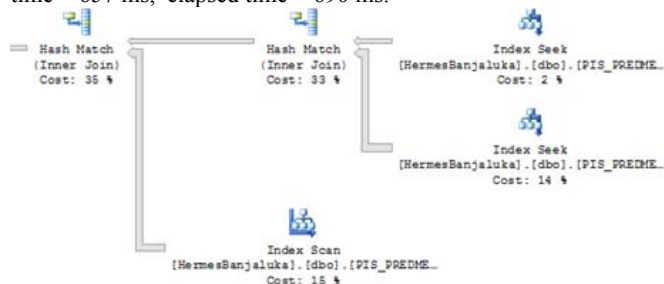 time = 657 ms, elapsed time = 690 ms.
Hash Match
(Inner Join)
Cost: 35 %
Hash Match
(Inner Join)
Cost: 33 %
Index Seek
[HermesBanjaluka].[dbo].[PIS_PREDME…
Cost: 2 %
Index Seek
[HermesBanjaluka].[dbo].[PIS_PREDME…
Cost: 14 %
Index Scan
[HermesBanjaluka].[dbo].[PIS_PREDME…
Cost: 15 %